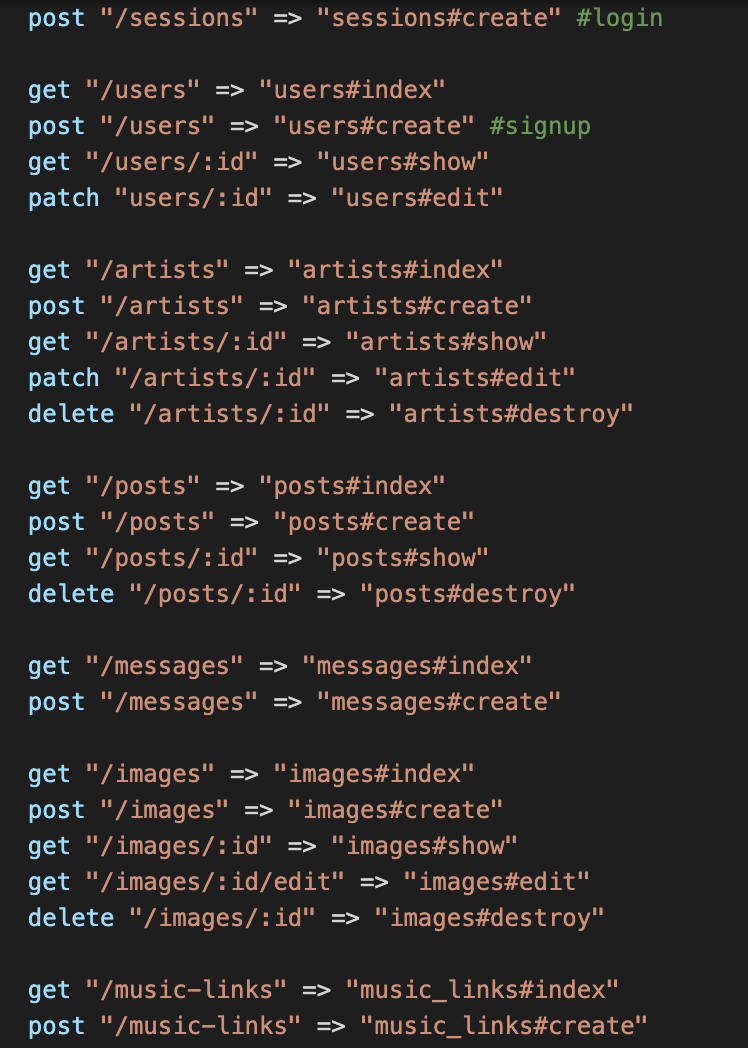 post "/sessions" => "sessions#create" #login
get "/users" => "users#index"
post "/users" => "users#create" #signup
get "/users/:id" => "users#show"
patch "users/:id" => "users#edit"
get "/artists" => "artists#index"
post "/artists" => "artists#create"
get "/artists/:id" => "artists#show"
patch "/artists/:id" => "artists#edit"
delete "/artists/:id" => "artists#destroy"
get "/posts" => "posts#index"
post "/posts" => "posts#create"
get "/posts/:id" => "posts#show"
delete "/posts/:id" => "posts#destroy"
get "/messages" => "messages#index"
post "/messages" => "messages#create"
get "/images" => "images#index"
post "/images" => "images#create"
get "/images/:id" => "images#show"
get "/images/:id/edit" => "images#edit"
delete "/images/:id" => "images#destroy"
get "/music-links" => "music_links#index"
post "/music-links" => "music_links#create"